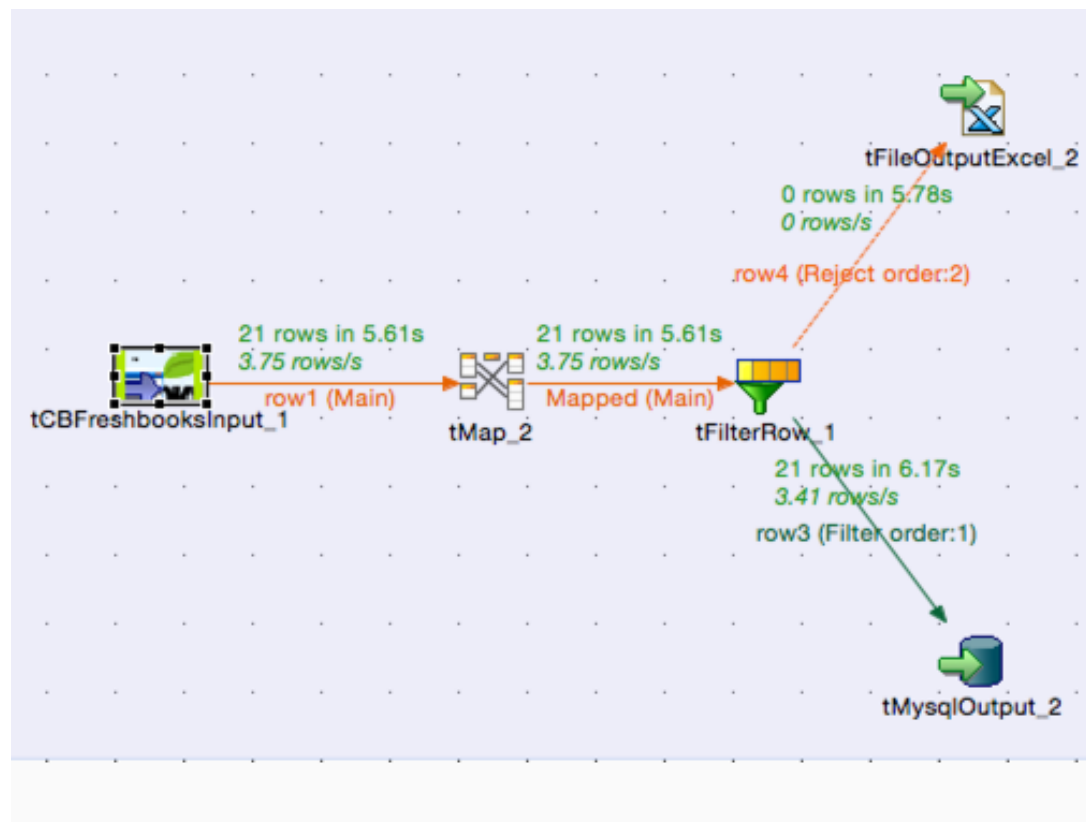 tFileOutputExcel_2
0 rows in 5.78s
0 rows/s
row4 (Reject order:2)
21 rows in 5.61s
3.75 rows/s
row1 (Main)
tCBFreshbooksInput_1
tMap_2
21 rows in 5.61s
3.75 rows/s
Mapped (Main)
tFilterRow_1
21 rows in 6.17s
3.41 rows/s
row3 (Filter order:1)
tMysqlOutput_2